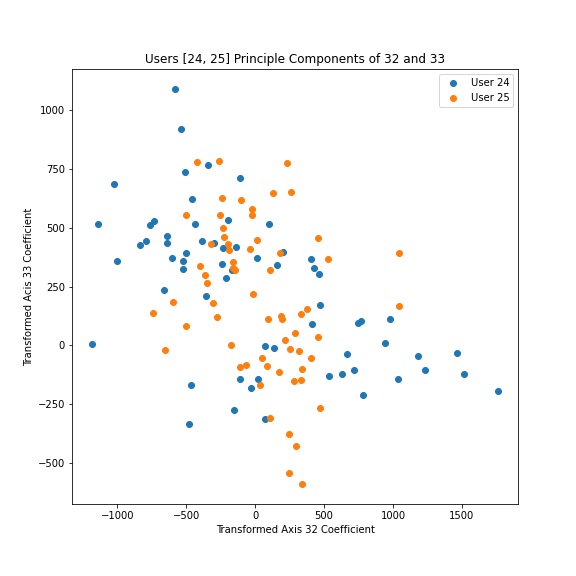 Users [24, 25] Principle Components of 32 and 33
User 24
User 25
Transformed Acis 33 Coefficient
1000
750
500
250
0
−250
−500
−1000
−500
0
500
1000
1500
Transformed Axis 32 Coefficient